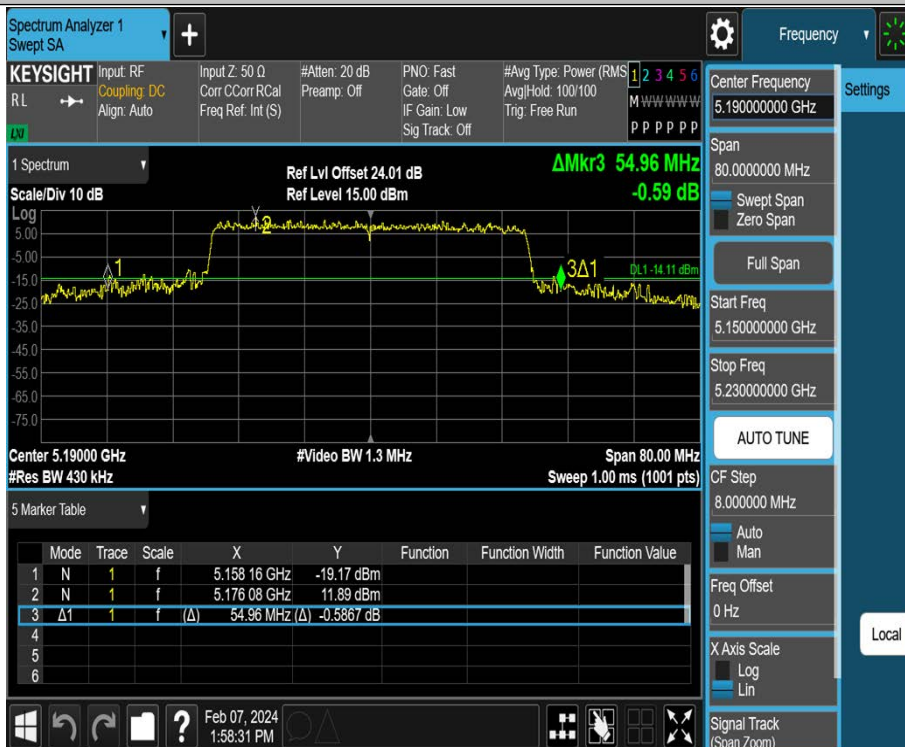 Spectrum Analyzer 1
Swept SA
+
Frequency
KEYSIGHT
RL
LXI
Input: RF
Coupling: DC
Align: Auto
Input Z: 50 Ω
Corr CCorr RCal
Freq Ref: Int (S)
#Atten: 20 dB
Preamp: Off
PNO: Fast
Gate: Off
IF Gain: Low
Sig Track: Off
#Avg Type: Power (RMS
Avg|Hold: 100/100
Trig: Free Run
1 2 3 4 5 6
M W W W W W
P P P P P P
1 Spectrum
Scale/Div 10 dB
Ref Lvl Offset 24.01 dB
Ref Level 15.00 dBm
ΔMkr3 54.96 MHz
-0.59 dB
Log
5.00
-5.00
-15.0
-25.0
-35.0
-45.0
-55.0
-65.0
-75.0
1
2
3Δ1
DL1 -14.11 dBm
Center 5.19000 GHz
#Video BW 1.3 MHz
Span 80.00 MHz
#Res BW 430 kHz
Sweep 1.00 ms (1001 pts)
5 Marker Table
Mode Trace Scale X Y Function Function Width Function Value
1 N 1 f 5.158 16 GHz -19.17 dBm
2 N 1 f 5.176 08 GHz 11.89 dBm
3 Δ1 1 f (Δ) 54.96 MHz (Δ) -0.5867 dB
4
5
6
?
Feb 07, 2024
1:58:31 PM
Center Frequency
5.190000000 GHz
Span
80.0000000 MHz
Swept Span
Zero Span
Full Span
Start Freq
5.150000000 GHz
Stop Freq
5.230000000 GHz
AUTO TUNE
CF Step
8.000000 MHz
Auto
Man
Freq Offset
0 Hz
X Axis Scale
Log
Lin
Signal Track
(Span Zoom)
Settings
Local